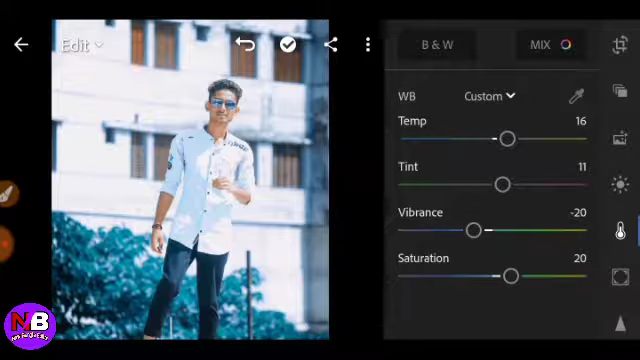 Edit
B & W
MIX
WB
Custom
Temp
16
Tint
11
Vibrance
-20
Saturation
20
NB